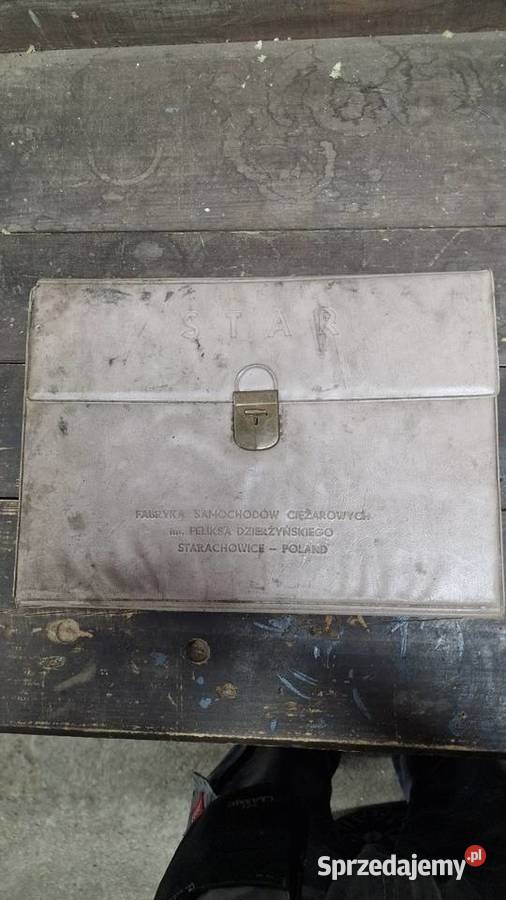 STAR
FABRYKA SAMOCHODÓW CIĘŻAROWYCH
im. FELIKSA DZIERŻYŃSKIEGO
STARACHOWICE – POLAND
Sprzedajemy.pl